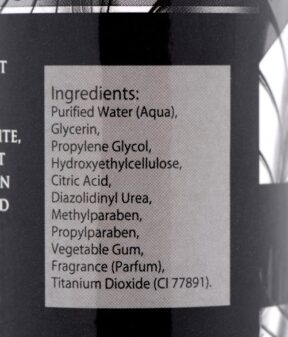 T
Ingredients:
Purified Water (Aqua),
Glycerin,
Propylene Glycol,
ITE,
Hydroxyethylcellulose,
T
Citric Acid,
N
Diazolidinyl Urea,
D
Methylparaben,
Propylparaben,
Vegetable Gum,
Fragrance (Parfum),
Titanium Dioxide (CI 77891).